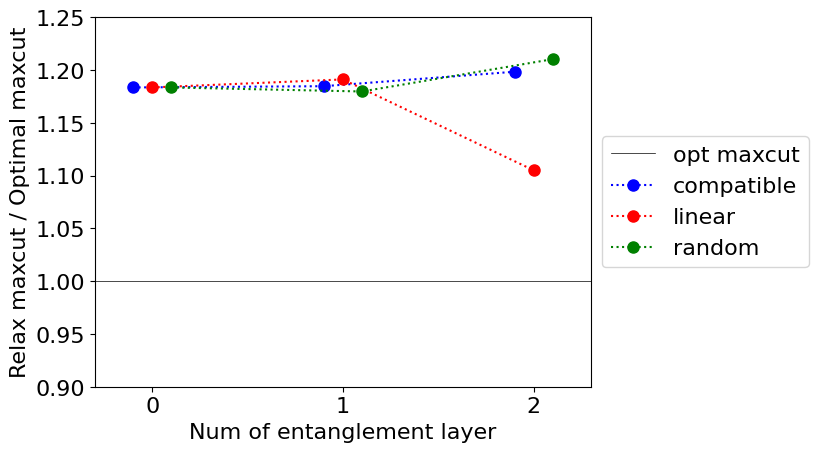 Relax maxcut / Optimal maxcut
1.25
1.20
1.15
1.10
1.05
1.00
0.95
0.90
0
1
2
Num of entanglement layer
opt maxcut
compatible
linear
random